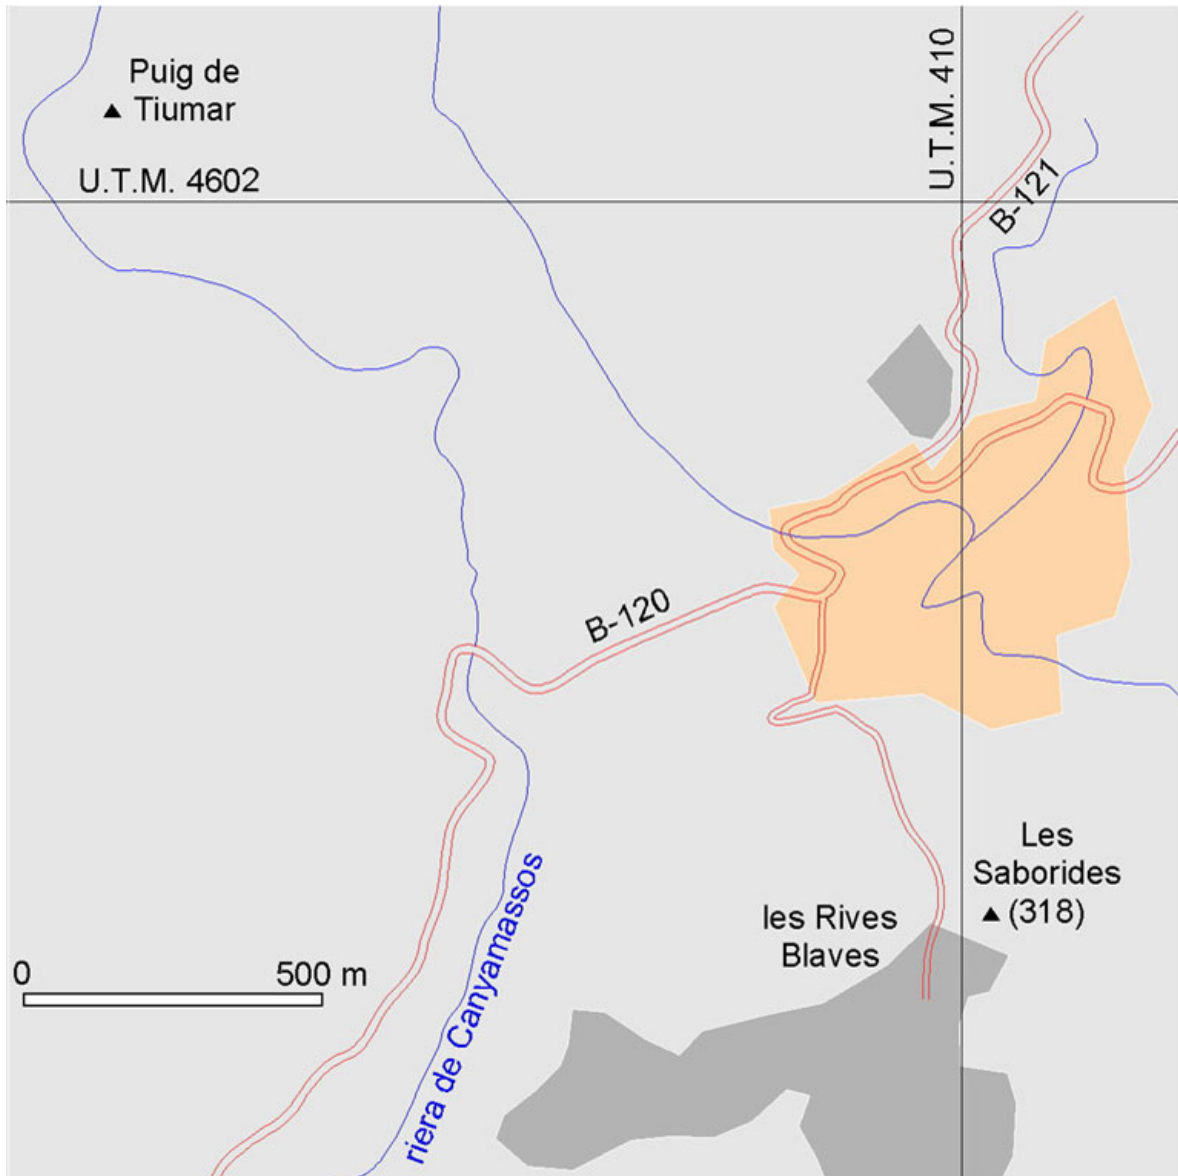 Puig de
Tiumar
U.T.M. 4602
U.T.M. 410
B-121
B-120
Les
Saborides
(318)
les Rives
Blaves
0 500 m
riera de Canyamassos